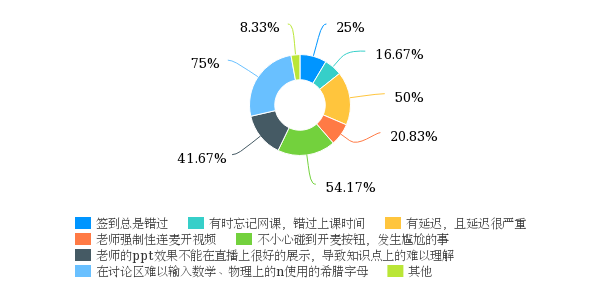 8.33%
25%
16.67%
75%
50%
20.83%
41.67%
54.17%
签到总是错过 有时忘记网课，错过上课时间 有延迟，且延迟很严重
老师强制性连麦开视频 不小心碰到开麦按钮，发生尴尬的事
老师的ppt效果不能在直播上很好的展示，导致知识点上的难以理解
在讨论区难以输入数学、物理上的n使用的希腊字母 其他